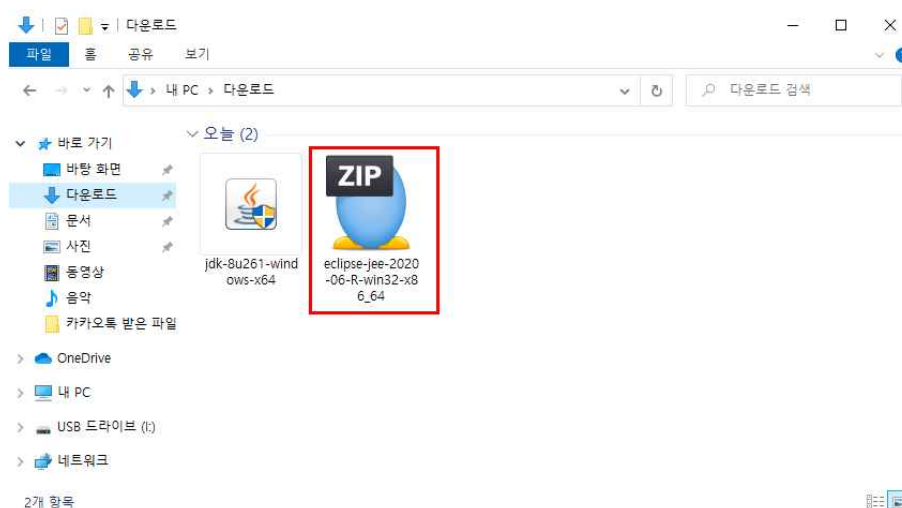 다운로드
파일 홈 공유 보기
내 PC › 다운로드
다운로드 검색
바로 가기
바탕 화면
다운로드
문서
사진
동영상
음악
카카오톡 받은 파일
OneDrive
내 PC
USB 드라이브 (I:)
네트워크
오늘 (2)
jdk-8u261-wind
ows-x64
ZIP
eclipse-jee-2020
-06-R-win32-x8
6_64
2개 항목